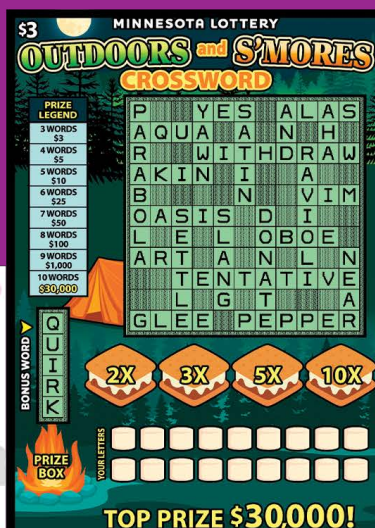 $3
MINNESOTA LOTTERY
OUTDOORS and S'MORES
CROSSWORD
PRIZE
LEGEND
3 WORDS
$3
4 WORDS
$5
5 WORDS
$10
6 WORDS
$25
7 WORDS
$50
8 WORDS
$100
9 WORDS
$1,000
10 WORDS
$30,000
P YES ALAS
AQUA A N H
R WITHDRAW
AKIN I A
B N VIM
OASIS D I
L E L OBOE
ART A N L N
TENTATIVE
L G T A
GLEE PEPPER
BONUS WORD
QUIRK
2X 3X 5X 10X
PRIZE
BOX
YOUR LETTERS
TOP PRIZE $30,000!